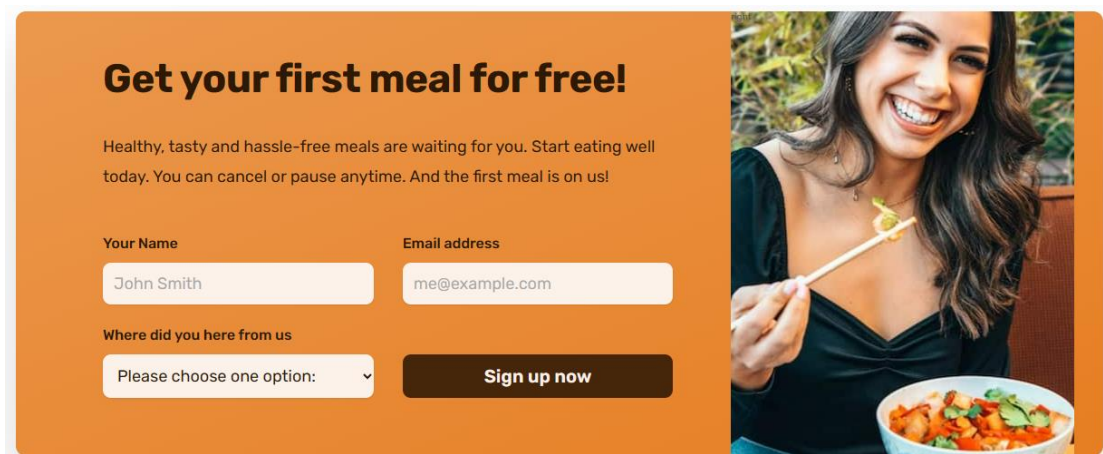 Get your first meal for free!
Healthy, tasty and hassle-free meals are waiting for you. Start eating well
today. You can cancel or pause anytime. And the first meal is on us!
Your Name
Email address
John Smith
me@example.com
Where did you here from us
Please choose one option:
Sign up now